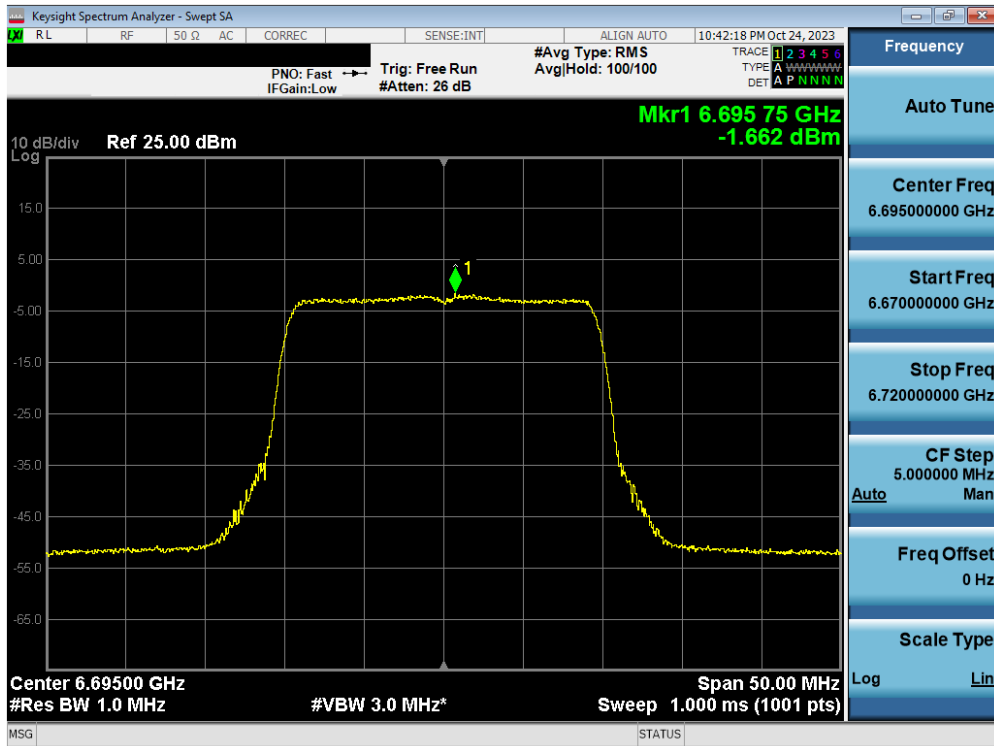 Keysight Spectrum Analyzer - Swept SA
LXI RL RF 50 Ω AC CORREC SENSE:INT ALIGN AUTO 10:42:18 PM Oct 24, 2023
PNO: Fast
IFGain:Low
Trig: Free Run
#Atten: 26 dB
#Avg Type: RMS
Avg|Hold: 100/100
TRACE 1 2 3 4 5 6
TYPE A WWWWW
DET A P N N N N
Mkr1 6.695 75 GHz
-1.662 dBm
10 dB/div Ref 25.00 dBm
Log
15.0
5.00
-5.00
-15.0
-25.0
-35.0
-45.0
-55.0
-65.0
1
Center 6.69500 GHz
Span 50.00 MHz
#Res BW 1.0 MHz
#VBW 3.0 MHz*
Sweep 1.000 ms (1001 pts)
MSG
STATUS
Frequency
Auto Tune
Center Freq
6.695000000 GHz
Start Freq
6.670000000 GHz
Stop Freq
6.720000000 GHz
CF Step
5.000000 MHz
Auto Man
Freq Offset
0 Hz
Scale Type
Log Lin